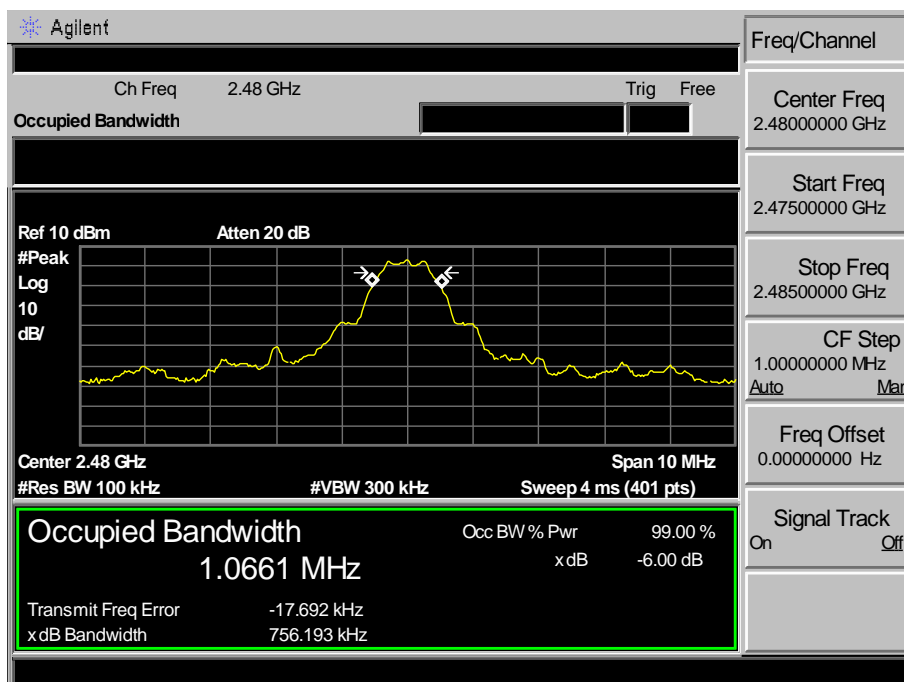 Agilent
Freq/Channel
Ch Freq 2.48 GHz Trig Free
Occupied Bandwidth
Center Freq
2.48000000 GHz
Start Freq
2.47500000 GHz
Stop Freq
2.48500000 GHz
CF Step
1.00000000 MHz
Auto Man
Freq Offset
0.00000000 Hz
Signal Track
On Off
Ref 10 dBm Atten 20 dB
#Peak
Log
10
dB/
Center 2.48 GHz Span 10 MHz
#Res BW 100 kHz #VBW 300 kHz Sweep 4 ms (401 pts)
Occupied Bandwidth Occ BW % Pwr 99.00 %
1.0661 MHz x dB -6.00 dB
Transmit Freq Error -17.692 kHz
x dB Bandwidth 756.193 kHz